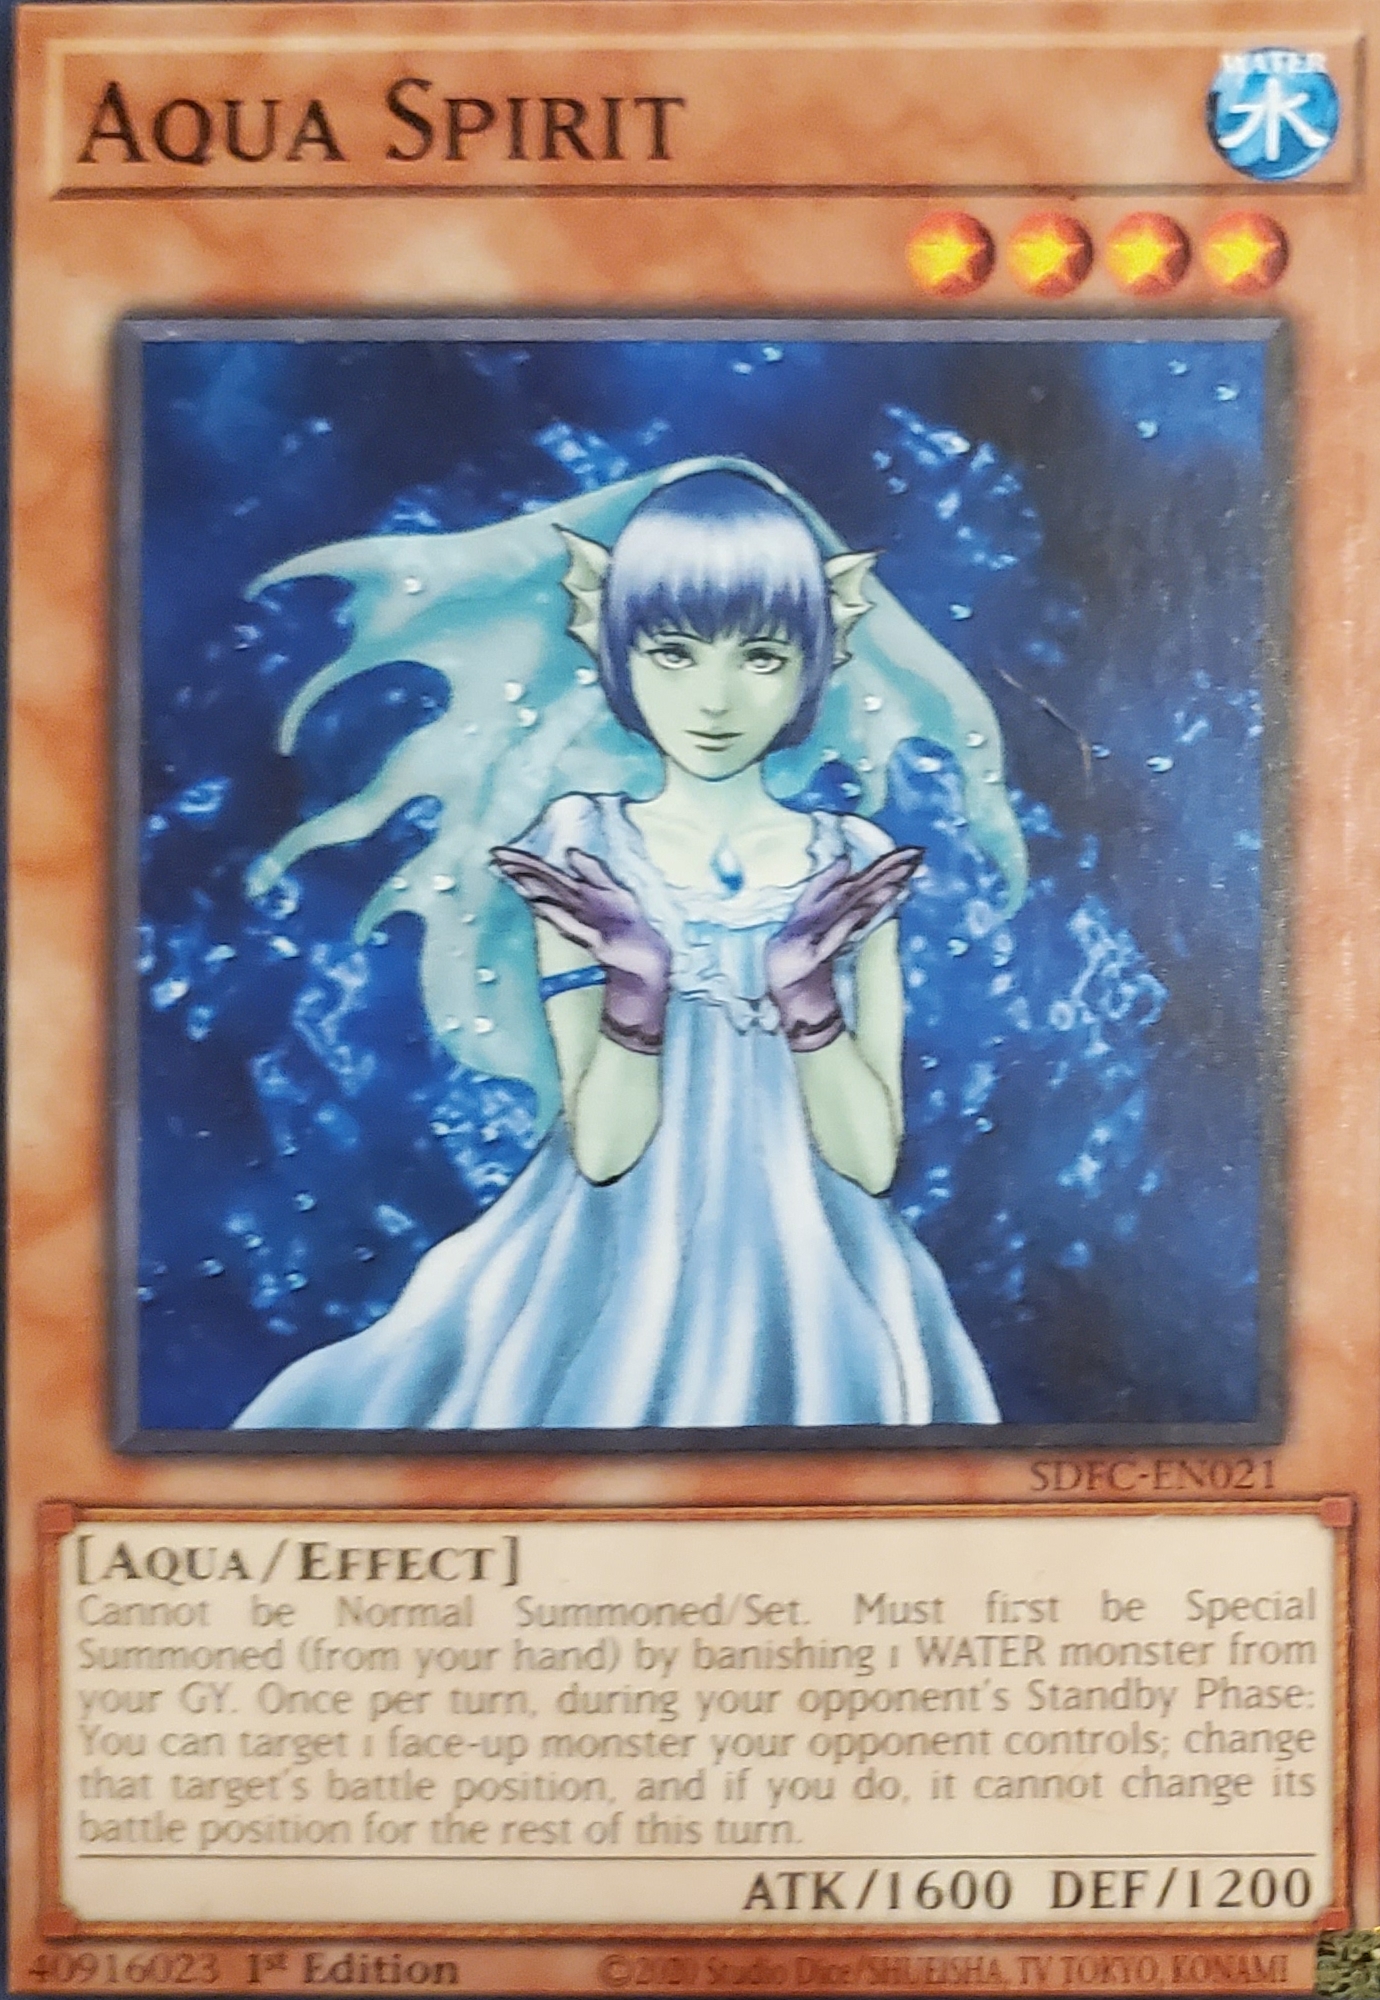 AQUA SPIRIT
WATER
水
SDFC-EN021
[AQUA/EFFECT]
Cannot be Normal Summoned/Set. Must first be Special
Summoned (from your hand) by banishing 1 WATER monster from
your GY. Once per turn, during your opponent's Standby Phase:
You can target 1 face-up monster your opponent controls; change
that target's battle position, and if you do, it cannot change its
battle position for the rest of this turn.
ATK/1600 DEF/1200
40916023 1st Edition
©2020 Studio Dice/SHUEISHA, TV TOKYO, KONAMI